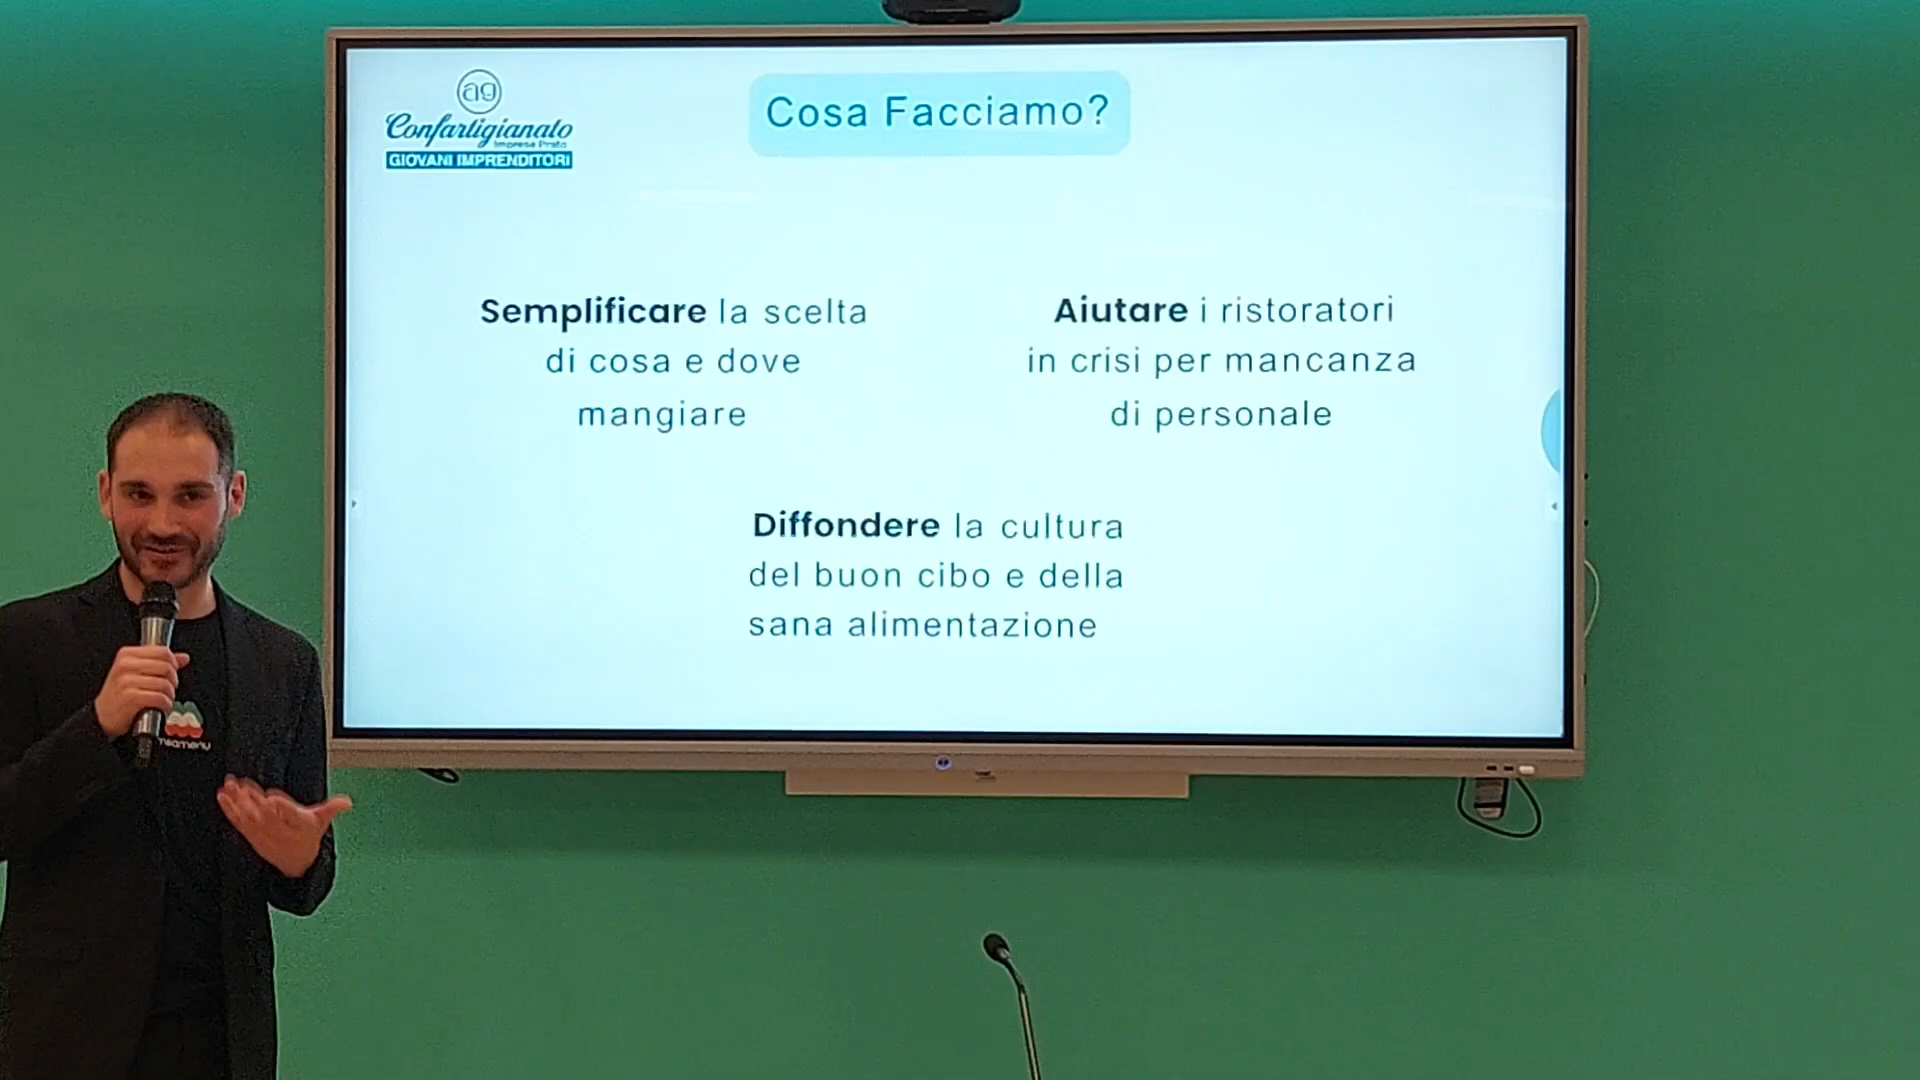 ag
Confartigianato
Imprese Prato
GIOVANI IMPRENDITORI
Cosa Facciamo?
Semplificare la scelta
di cosa e dove
mangiare
Aiutare i ristoratori
in crisi per mancanza
di personale
Diffondere la cultura
del buon cibo e della
sana alimentazione